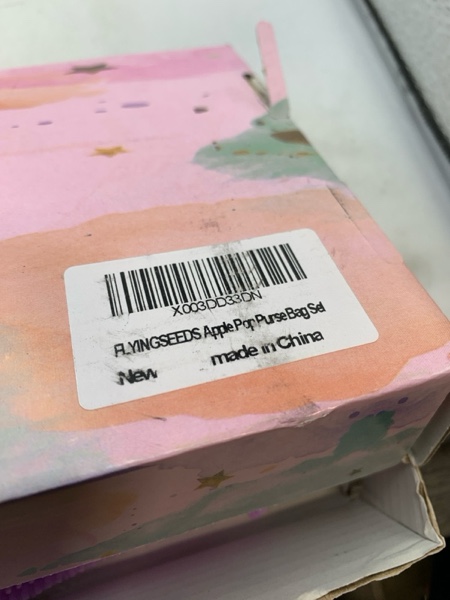 X003DD33DN
FLYINGSEEDS Apple Pop Purse Bag Set
New made in China